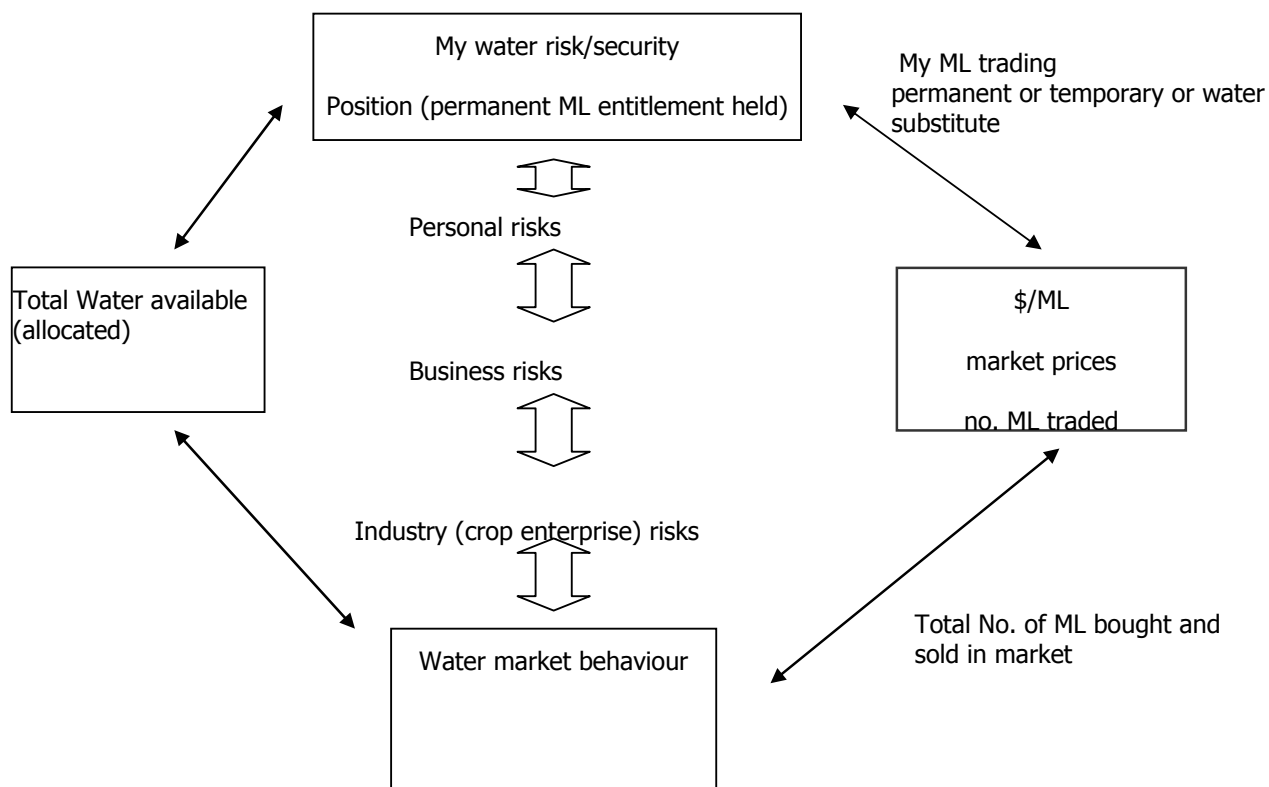 My water risk/security
Position (permanent ML entitlement held)
My ML trading
permanent or temporary or water
substitute
Personal risks
Total Water available
(allocated)
$/ML
market prices
no. ML traded
Business risks
Industry (crop enterprise) risks
Water market behaviour
Total No. of ML bought and
sold in market